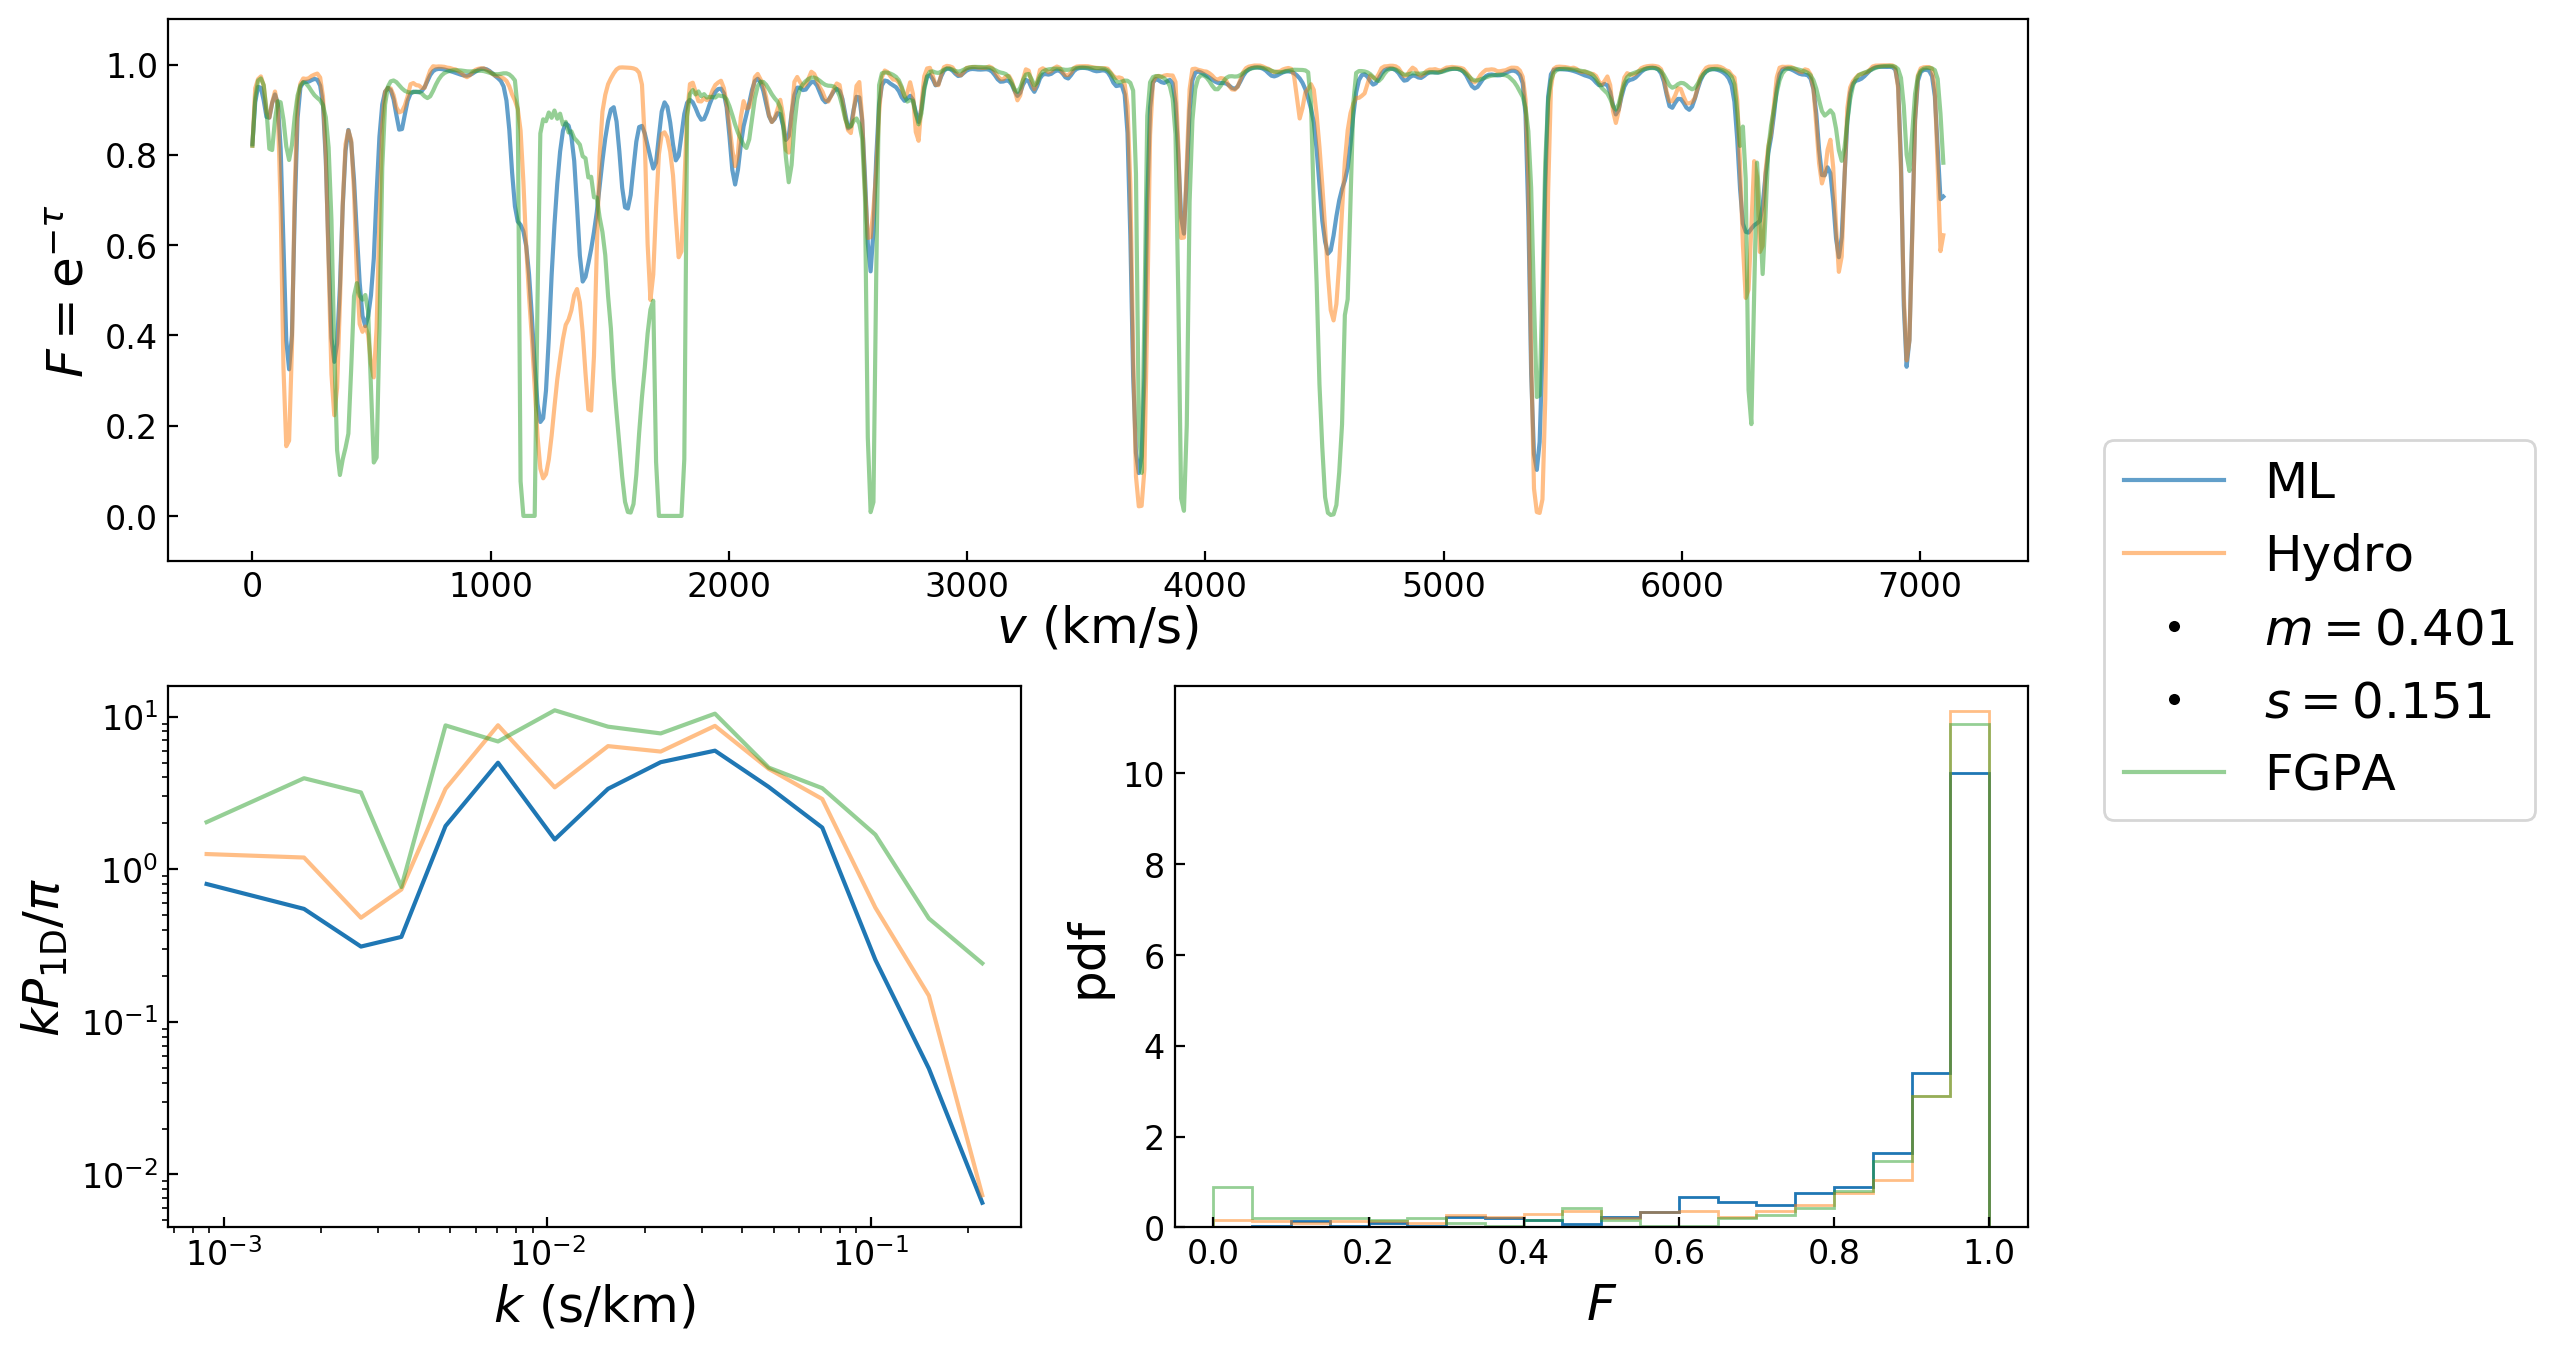 F = e^{−τ}
1.0
0.8
0.6
0.4
0.2
0.0
0 1000 2000 3000 4000 5000 6000 7000
v (km/s)
ML
Hydro
m = 0.401
s = 0.151
FGPA
kP_{1D}/π
10^1
10^0
10^{−1}
10^{−2}
10^{−3} 10^{−2} 10^{−1}
k (s/km)
pdf
10
8
6
4
2
0
0.0 0.2 0.4 0.6 0.8 1.0
F